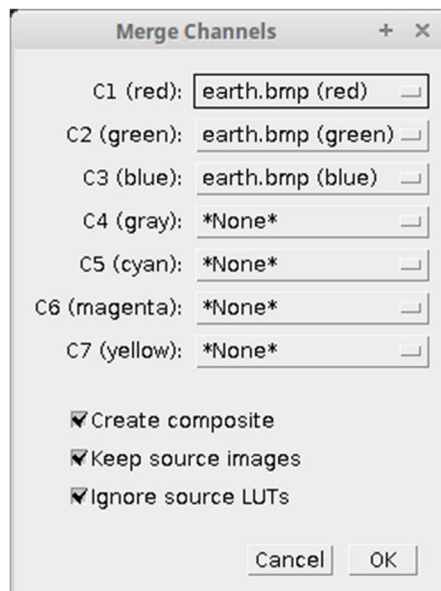 Merge Channels + ×
C1 (red): earth.bmp (red)
C2 (green): earth.bmp (green)
C3 (blue): earth.bmp (blue)
C4 (gray): *None*
C5 (cyan): *None*
C6 (magenta): *None*
C7 (yellow): *None*
Create composite
Keep source images
Ignore source LUTs
Cancel OK